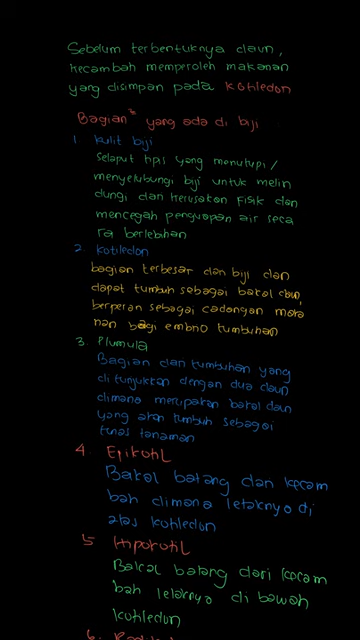 Sebelum terbentuknya daun,
kecambah memperoleh makanan
yang disimpan pada kotiledon
Bagian² yang ada di biji
1. kulit biji
selaput tipis yang menutupi /
menyelubungi biji untuk melin
dungi dari kerusakan fisik dan
mencegah penguapan air seca
ra berlebihan
2. kotiledon
bagian terbesar dari biji dan
dapat tumbuh sebagai bakal daun,
berperan sebagai cadangan maka
nan bagi embrio tumbuhan
3. Plumula
Bagian dari tumbuhan yang
di tunjukkan dengan dua daun
dimana merupakan bakal daun
yang akan tumbuh sebagai
tunas tanaman
4. Epikotil
Bakal batang dari kecam
bah dimana letaknya di
atas kotiledon
5 Hipokotil
Bakal batang dari kecam
bah letaknya di bawah
kotiledon
6.